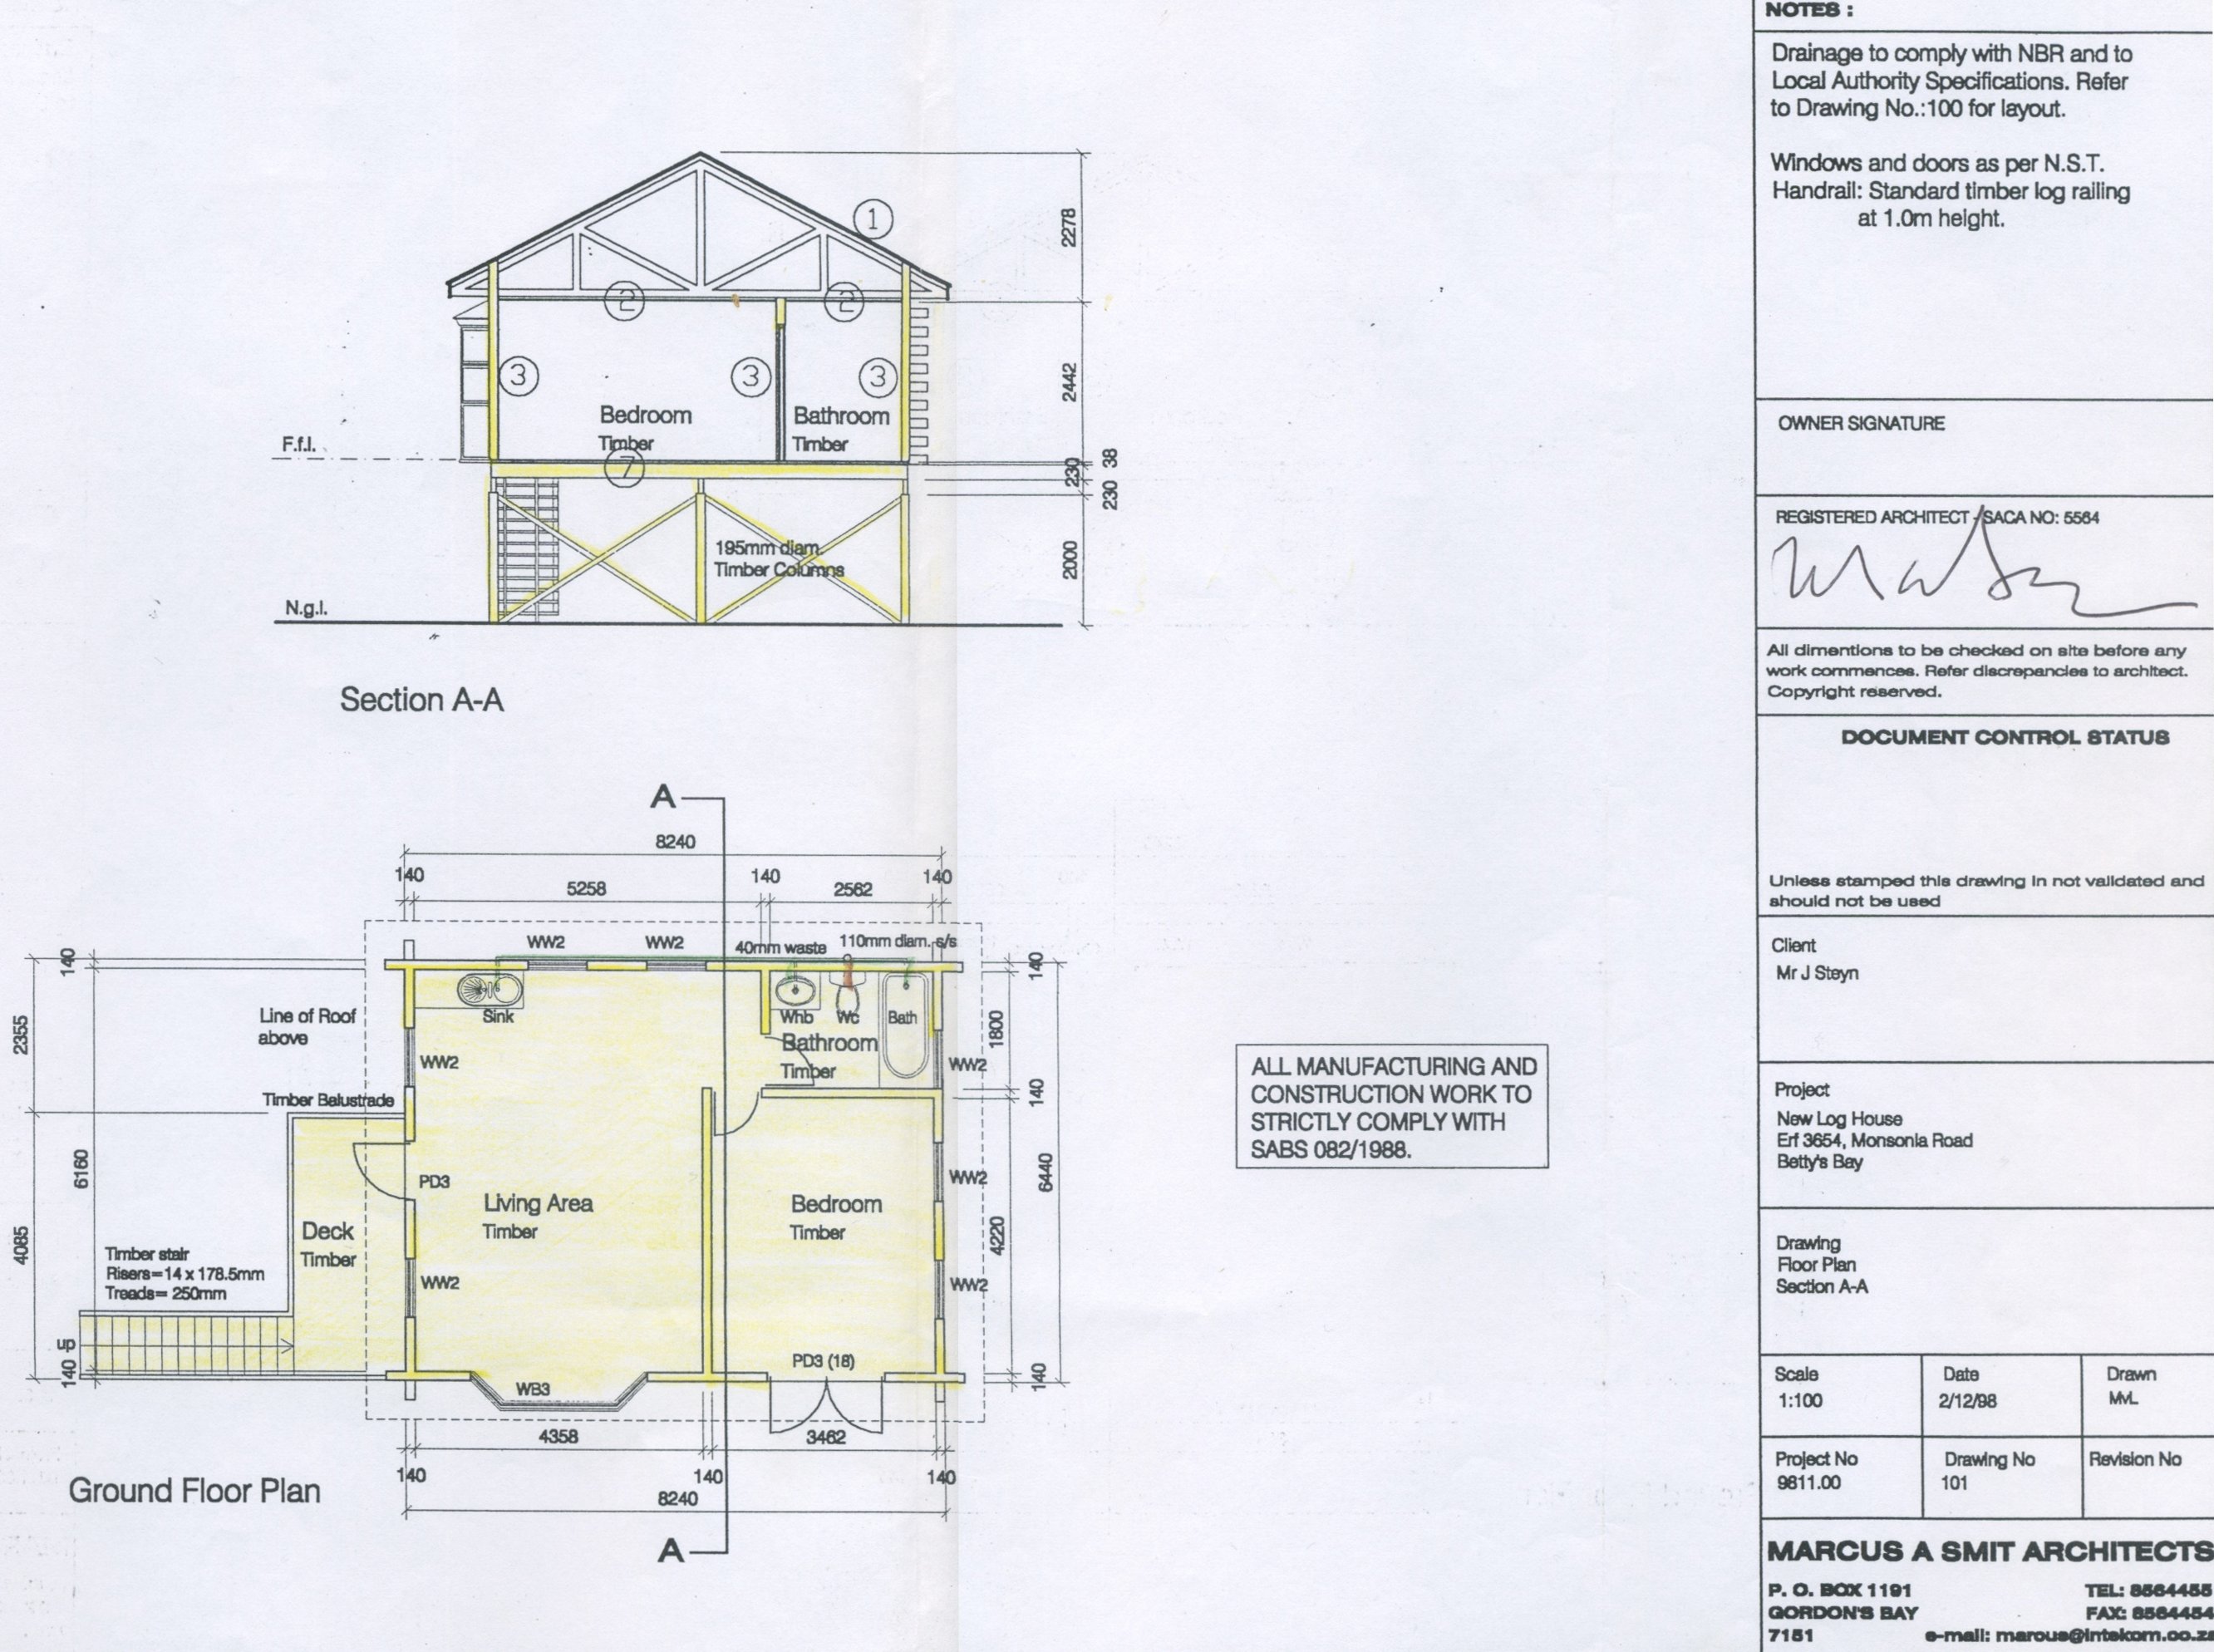 2278
1
2
2
3
3
3
2442
Bedroom
Timber
Bathroom
Timber
F.f.l.
7
38
230
230
195mm diam.
Timber Columns
2000
N.g.l.
Section A-A
A
8240
140
140
140
5258
2562
140
WW2
WW2
40mm waste
110mm diam. s/s
140
Line of Roof
above
Sink
Whb
Wc
Bath
1800
2355
Bathroom
Timber
WW2
WW2
Timber Balustrade
140
6160
PD3
WW2
6440
Living Area
Timber
Bedroom
Timber
Deck
Timber
4085
4220
Timber stair
Risers=14 x 178.5mm
Treads= 250mm
WW2
WW2
up
140
PD3 (18)
WB3
140
4358
3462
140
140
140
Ground Floor Plan
8240
A
ALL MANUFACTURING AND
CONSTRUCTION WORK TO
STRICTLY COMPLY WITH
SABS 082/1988.
NOTES :
Drainage to comply with NBR and to
Local Authority Specifications. Refer
to Drawing No.:100 for layout.
Windows and doors as per N.S.T.
Handrail: Standard timber log railing
at 1.0m height.
OWNER SIGNATURE
REGISTERED ARCHITECT - SACA NO: 5564
All dimentions to be checked on site before any
work commences. Refer discrepancies to architect.
Copyright reserved.
DOCUMENT CONTROL STATUS
Unless stamped this drawing in not validated and
should not be used
Client
Mr J Steyn
Project
New Log House
Erf 3654, Monsonia Road
Betty's Bay
Drawing
Floor Plan
Section A-A
Scale
1:100
Date
2/12/98
Drawn
MvL
Project No
9811.00
Drawing No
101
Revision No
MARCUS A SMIT ARCHITECTS
P. O. BOX 1191
GORDON'S BAY
7151
TEL: 8564455
FAX: 8564454
e-mail: marcus@intekom.co.za